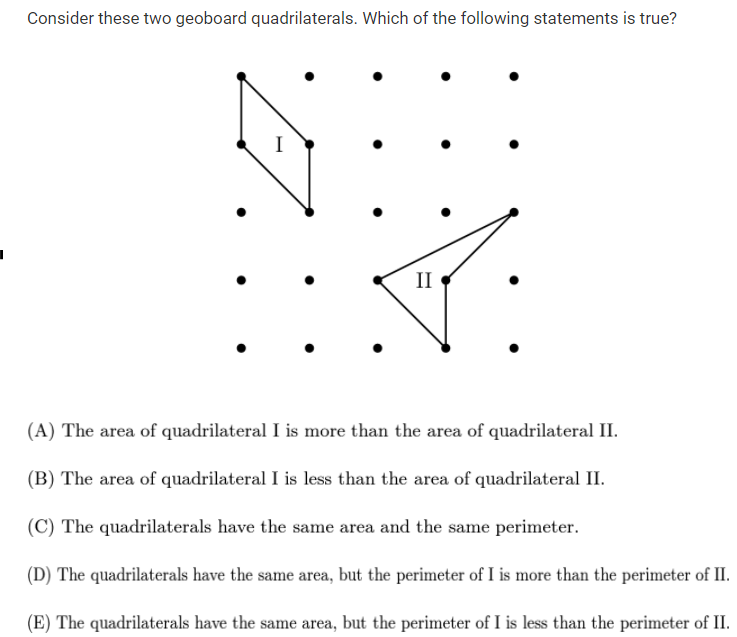 Consider these two geoboard quadrilaterals. Which of the following statements is true?
I
II
(A) The area of quadrilateral I is more than the area of quadrilateral II.
(B) The area of quadrilateral I is less than the area of quadrilateral II.
(C) The quadrilaterals have the same area and the same perimeter.
(D) The quadrilaterals have the same area, but the perimeter of I is more than the perimeter of II.
(E) The quadrilaterals have the same area, but the perimeter of I is less than the perimeter of II.